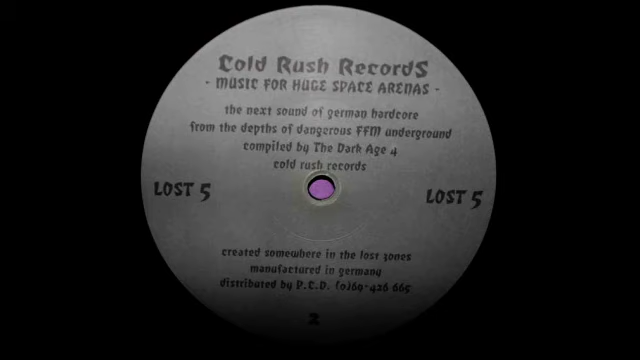 Cold Rush RecordS
- MUSIC FOR HUGE SPACE ARENAS -
the next sound of german hardcore
from the depths of dangerous FFM underground
compiled by The Dark Age 4
cold rush records
LOST 5
LOST 5
created somewhere in the lost zones
manufactured in germany
distributed by P.C.D. (0)69-426 665
2